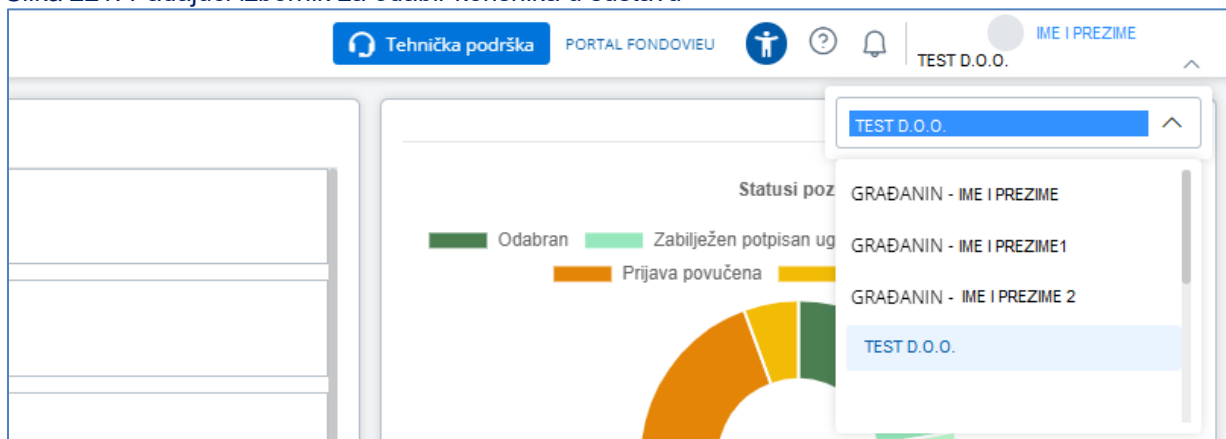 Tehnička podrška PORTAL FONDOVIEU IME I PREZIME
TEST D.O.O.
TEST D.O.O.
Statusi poz
GRAĐANIN - IME I PREZIME
Odabran Zabilježen potpisan ug
GRAĐANIN - IME I PREZIME1
Prijava povučena
GRAĐANIN - IME I PREZIME 2
TEST D.O.O.